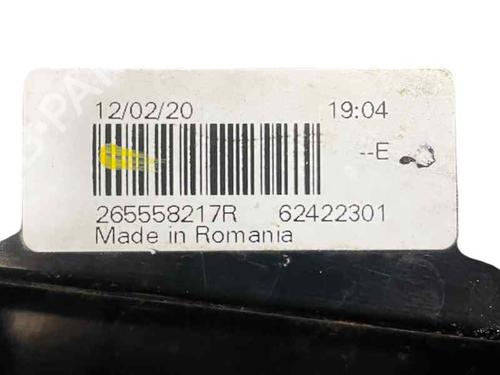 12/02/20 19:04
--E
265558217R 62422301
Made in Romania